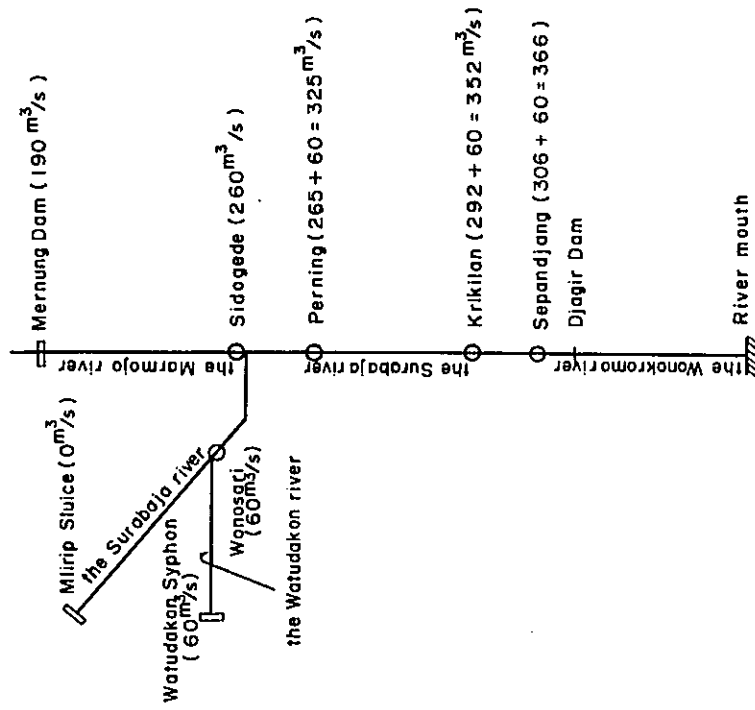 Mernung Dam (190 m³/s)
Sidogede (260 m³/s)
Perning (265 + 60 = 325 m³/s)
Krikilan (292 + 60 = 352 m³/s)
Sepandjang (306 + 60 = 366)
Djagir Dam
River mouth
the Marmojo river
the Surabaja river
the Wonokromo river
Mlirip Sluice (0 m³/s)
the Surabaja river
Watudakan Syphon
(60 m³/s)
Wonosari
(60 m³/s)
the Watudakan river